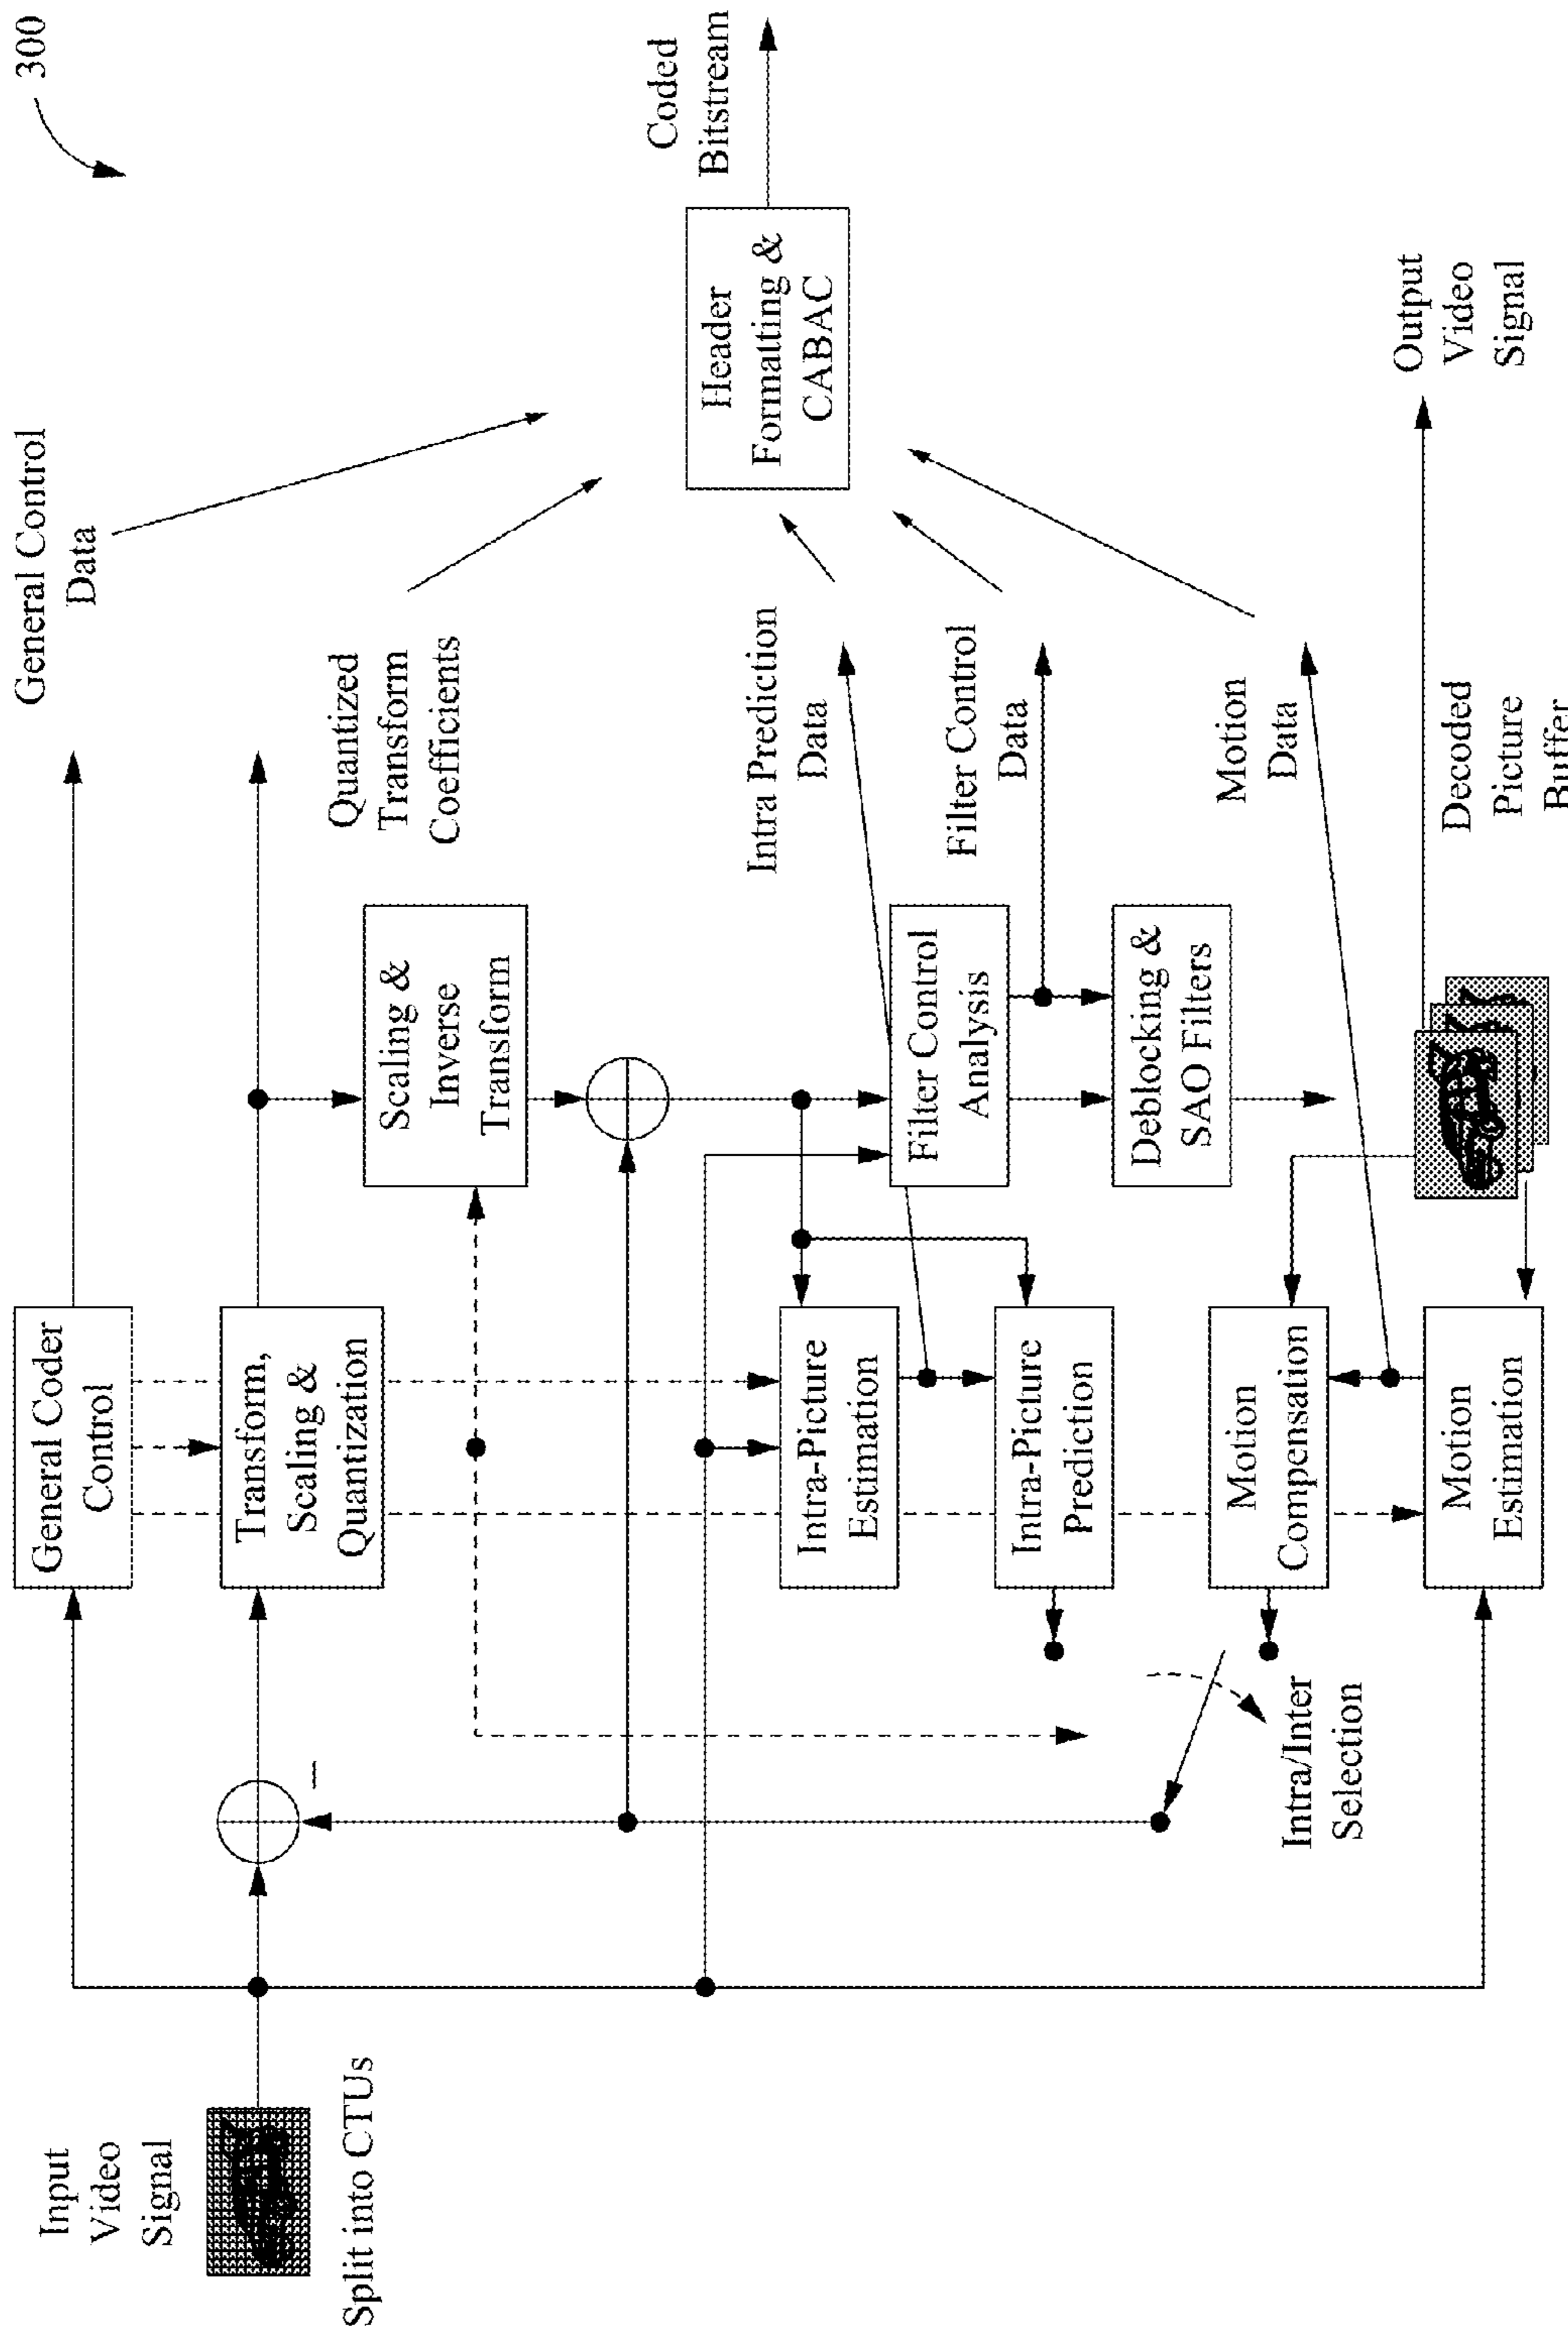 300
Input
Video
Signal
Split into CTUs
General Coder
Control
General Control
Data
Transform,
Scaling &
Quantization
Quantized
Transform
Coefficients
Scaling &
Inverse
Transform
Coded
Bitstream
Header
Formatting &
CABAC
Intra-Picture
Estimation
Intra Prediction
Data
Filter Control
Analysis
Filter Control
Data
Intra-Picture
Prediction
Deblocking &
SAO Filters
Motion
Compensation
Motion
Data
Intra/Inter
Selection
Motion
Estimation
Decoded
Picture
Buffer
Output
Video
Signal